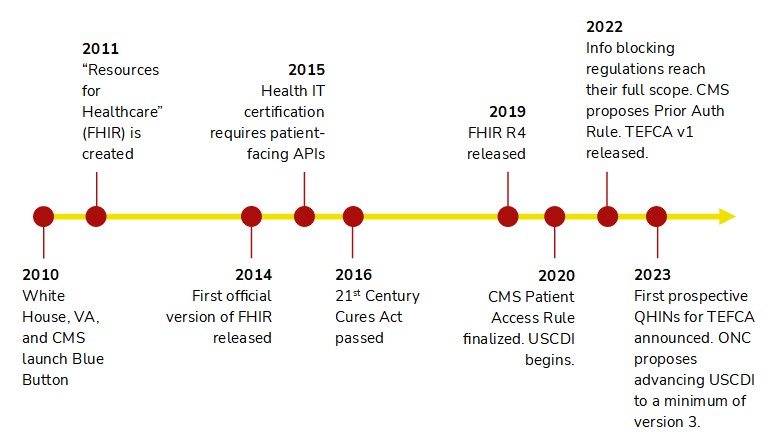 2011
“Resources
for
Healthcare”
(FHIR) is
created
2015
Health IT
certification
requires patient-
facing APIs
2019
FHIR R4
released
2022
Info blocking
regulations reach
their full scope. CMS
proposes Prior Auth
Rule. TEFCA v1
released.
2010
White
House, VA,
and CMS
launch Blue
Button
2014
First official
version of FHIR
released
2016
21st Century
Cures Act
passed
2020
CMS Patient
Access Rule
finalized. USCDI
begins.
2023
First prospective
QHINs for TEFCA
announced. ONC
proposes
advancing USCDI
to a minimum of
version 3.